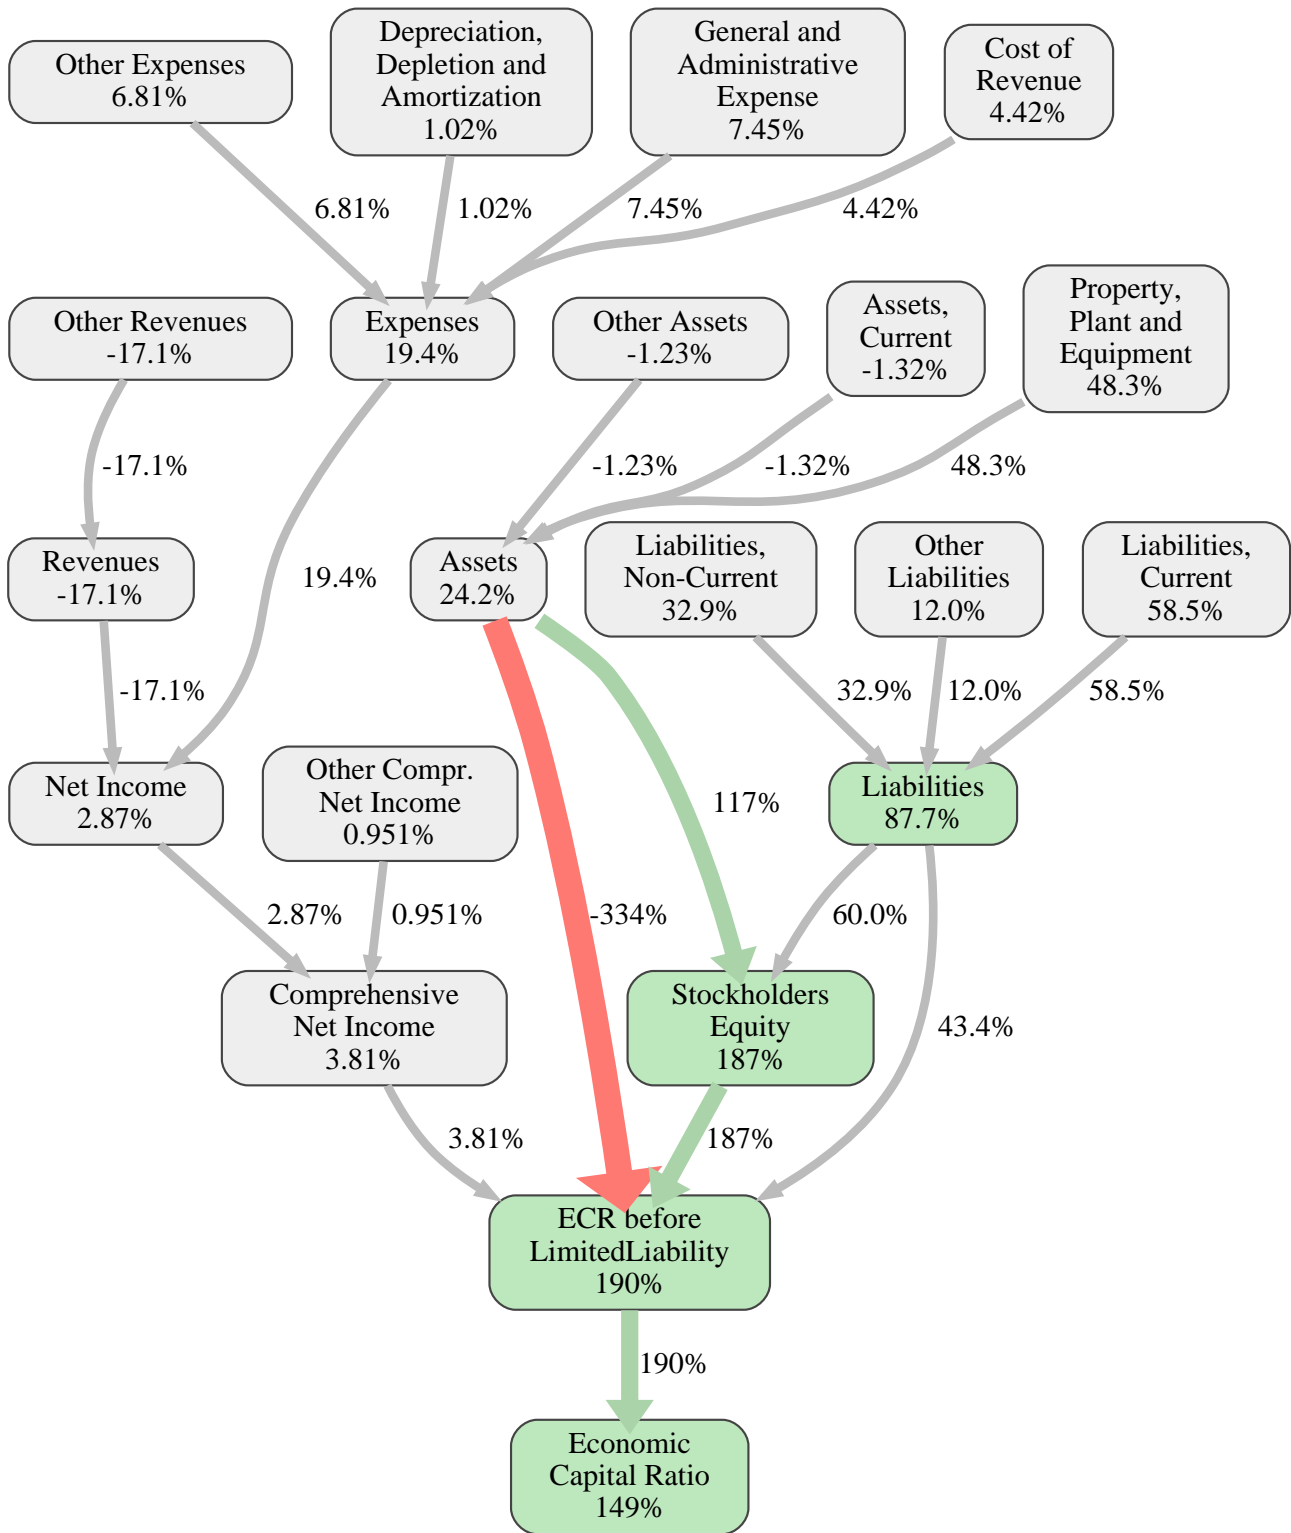 Other Expenses
6.81%
Depreciation,
Depletion and
Amortization
1.02%
General and
Administrative
Expense
7.45%
Cost of
Revenue
4.42%
6.81%
1.02%
7.45%
4.42%
Other Revenues
-17.1%
Expenses
19.4%
Other Assets
-1.23%
Assets,
Current
-1.32%
Property,
Plant and
Equipment
48.3%
-17.1%
-1.23%
-1.32%
48.3%
Revenues
-17.1%
19.4%
Assets
24.2%
Liabilities,
Non-Current
32.9%
Other
Liabilities
12.0%
Liabilities,
Current
58.5%
-17.1%
32.9%
12.0%
58.5%
Net Income
2.87%
Other Compr.
Net Income
0.951%
117%
Liabilities
87.7%
2.87%
0.951%
-334%
60.0%
Comprehensive
Net Income
3.81%
Stockholders
Equity
187%
43.4%
3.81%
187%
ECR before
LimitedLiability
190%
190%
Economic
Capital Ratio
149%